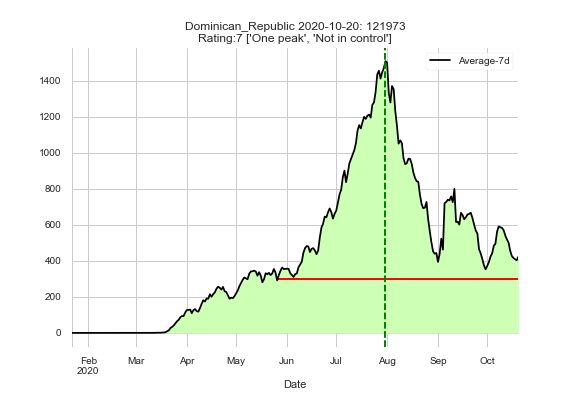 Dominican_Republic 2020-10-20: 121973
Rating:7 ['One peak', 'Not in control']
Average-7d
1400
1200
1000
800
600
400
200
0
Feb Mar Apr May Jun Jul Aug Sep Oct
2020
Date